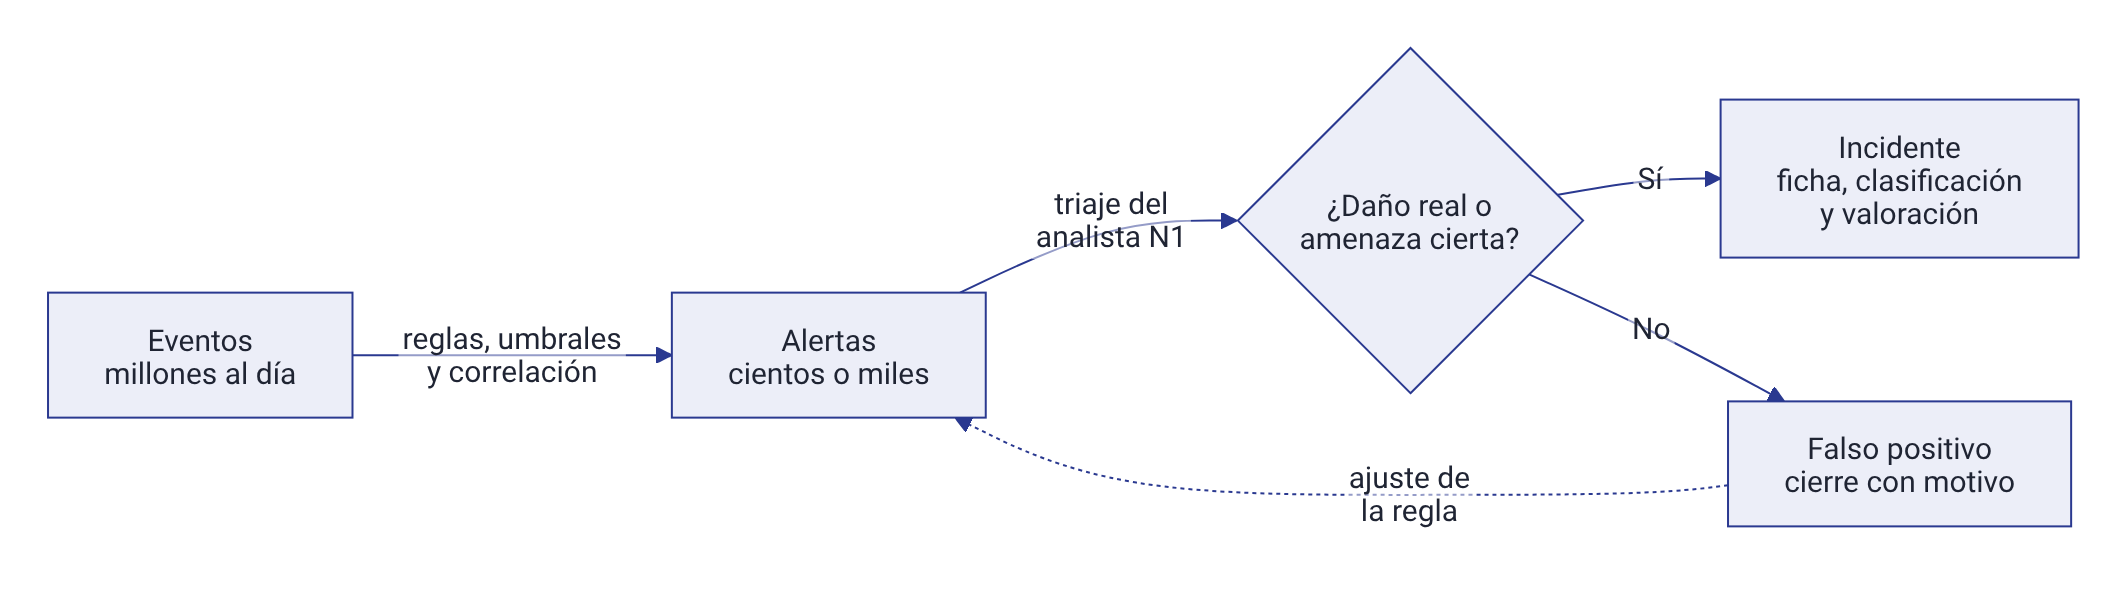 Eventos
millones al día
reglas, umbrales
y correlación
Alertas
cientos o miles
triaje del
analista N1
¿Daño real o
amenaza cierta?
Sí
Incidente
ficha, clasificación
y valoración
No
Falso positivo
cierre con motivo
ajuste de
la regla